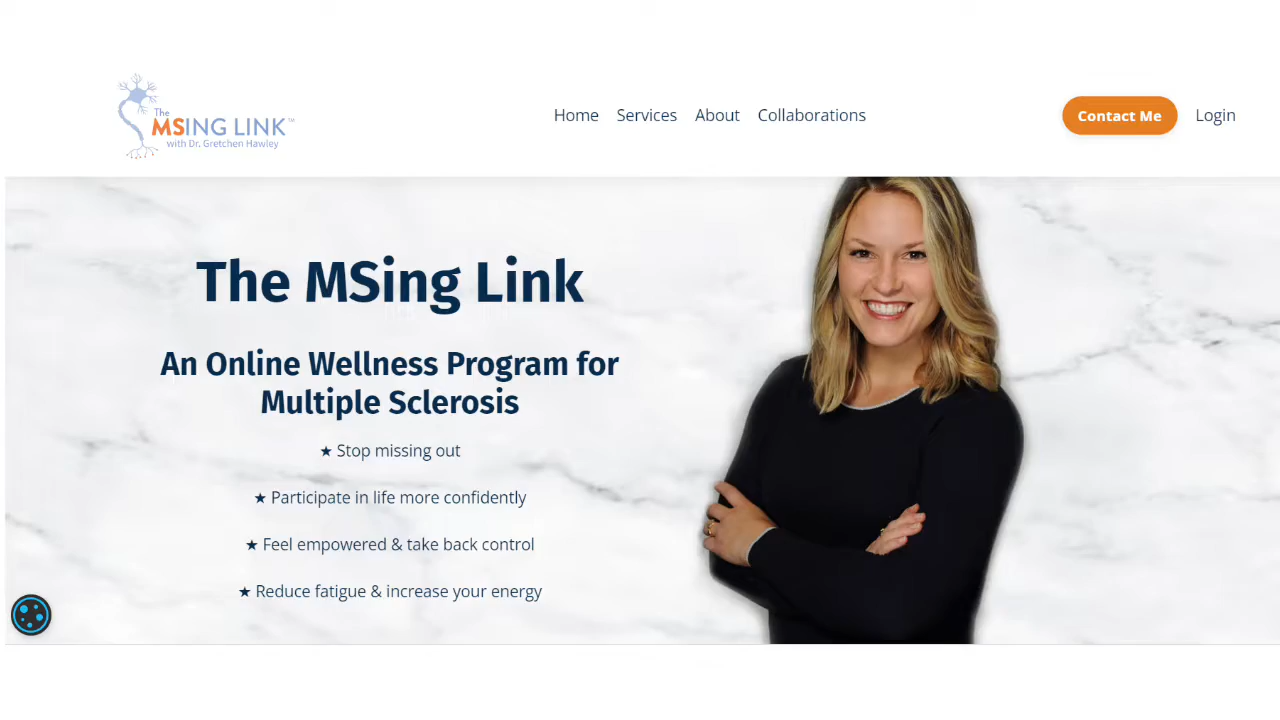 The
MSING LINK™
with Dr. Gretchen Hawley
Home Services About Collaborations
Contact Me
Login
The MSing Link
An Online Wellness Program for
Multiple Sclerosis
★ Stop missing out
★ Participate in life more confidently
★ Feel empowered & take back control
★ Reduce fatigue & increase your energy